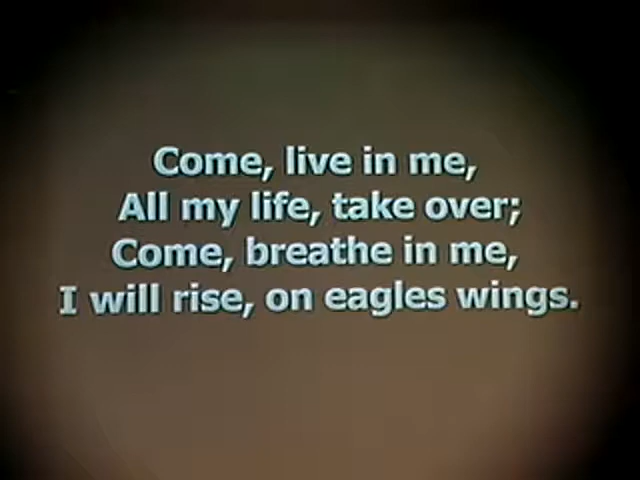 Come, live in me,
All my life, take over;
Come, breathe in me,
I will rise, on eagles wings.